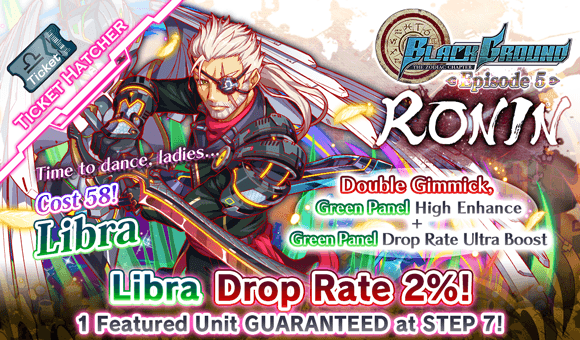 Ticket
TICKET HATCHER
BLACKGROUND
THE ZODIAC CHAPTER
Episode 5
RONIN
Time to dance, ladies...
Cost 58!
Libra
Double Gimmick,
Green Panel High Enhance
+
Green Panel Drop Rate Ultra Boost
Libra Drop Rate 2%!
1 Featured Unit GUARANTEED at STEP 7!